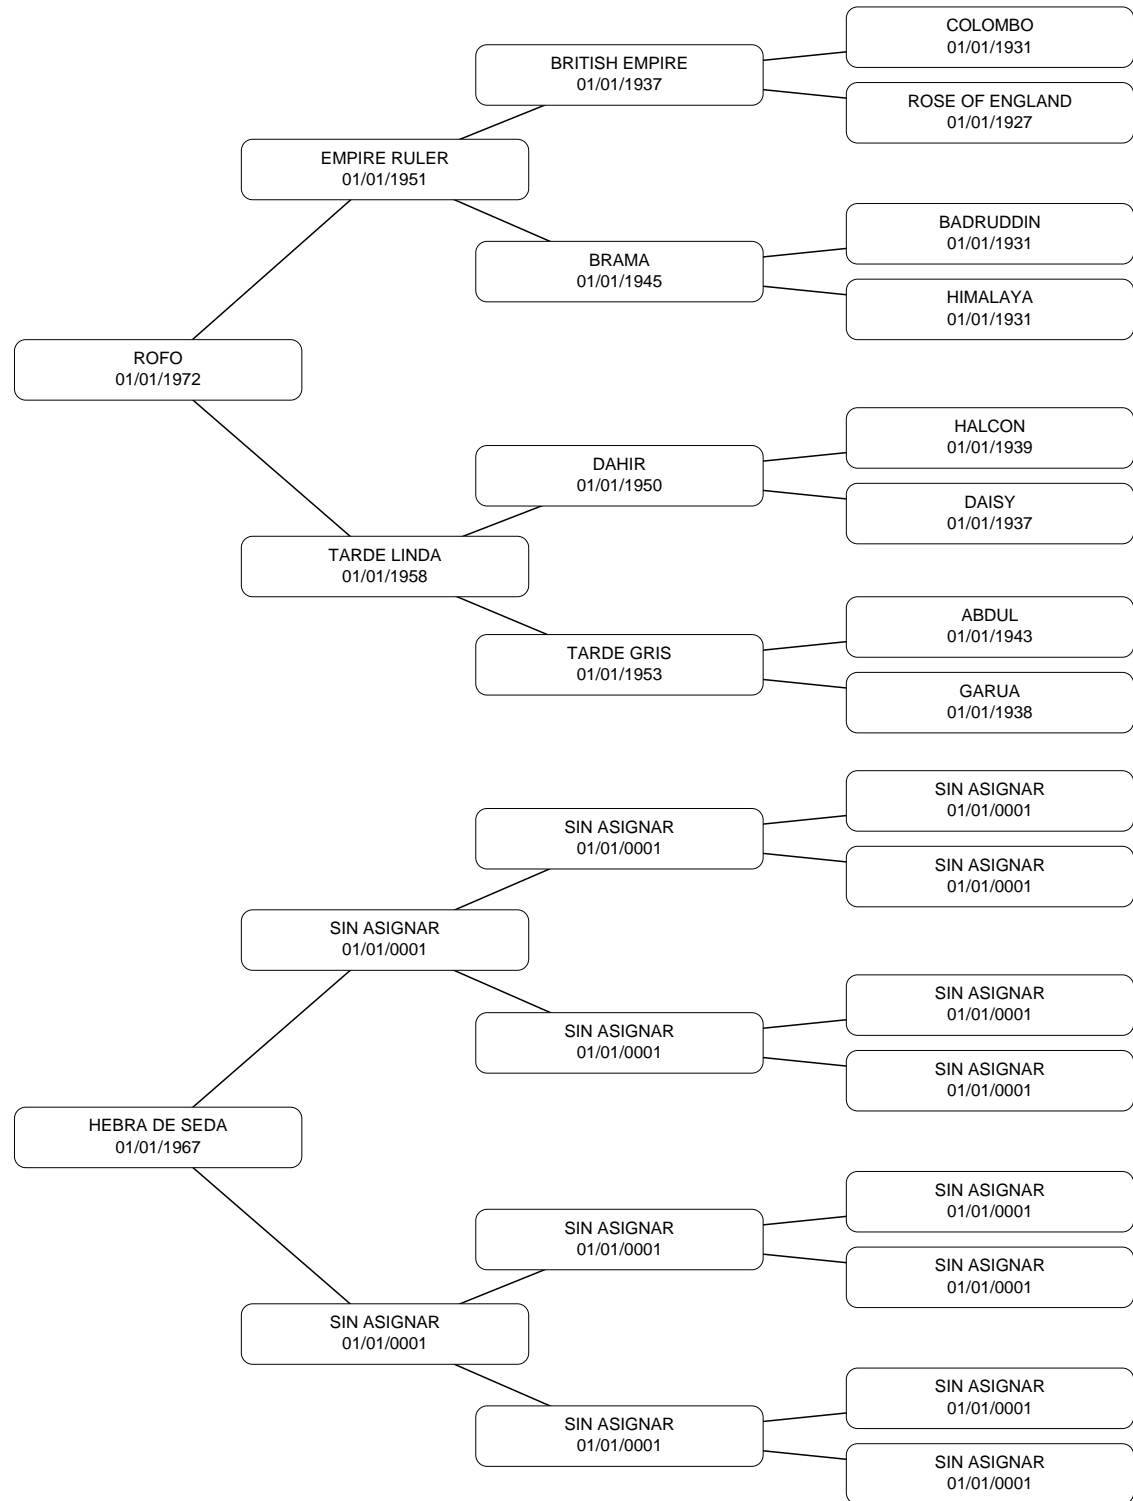 COLOMBO
01/01/1931
BRITISH EMPIRE
01/01/1937
ROSE OF ENGLAND
01/01/1927
EMPIRE RULER
01/01/1951
BADRUDDIN
01/01/1931
BRAMA
01/01/1945
HIMALAYA
01/01/1931
ROFO
01/01/1972
HALCON
01/01/1939
DAHIR
01/01/1950
DAISY
01/01/1937
TARDE LINDA
01/01/1958
ABDUL
01/01/1943
TARDE GRIS
01/01/1953
GARUA
01/01/1938
SIN ASIGNAR
01/01/0001
SIN ASIGNAR
01/01/0001
SIN ASIGNAR
01/01/0001
SIN ASIGNAR
01/01/0001
SIN ASIGNAR
01/01/0001
SIN ASIGNAR
01/01/0001
SIN ASIGNAR
01/01/0001
HEBRA DE SEDA
01/01/1967
SIN ASIGNAR
01/01/0001
SIN ASIGNAR
01/01/0001
SIN ASIGNAR
01/01/0001
SIN ASIGNAR
01/01/0001
SIN ASIGNAR
01/01/0001
SIN ASIGNAR
01/01/0001
SIN ASIGNAR
01/01/0001